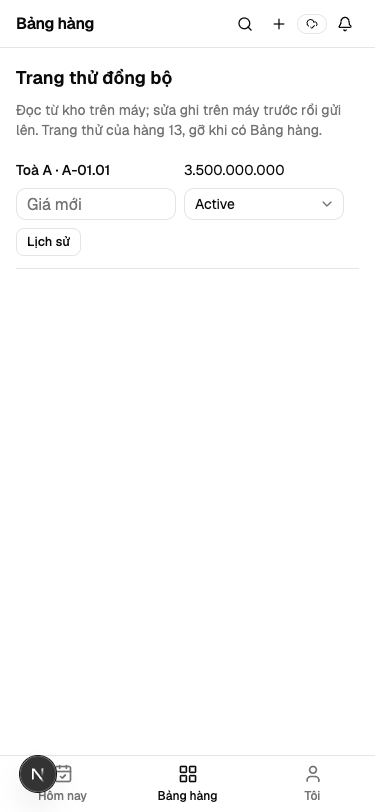 Bảng hàng
Trang thử đồng bộ
Đọc từ kho trên máy; sửa ghi trên máy trước rồi gửi
lên. Trang thử của hàng 13, gỡ khi có Bảng hàng.
Toà A · A-01.01 3.500.000.000
Giá mới Active
Lịch sử
N
Hôm nay Bảng hàng Tôi